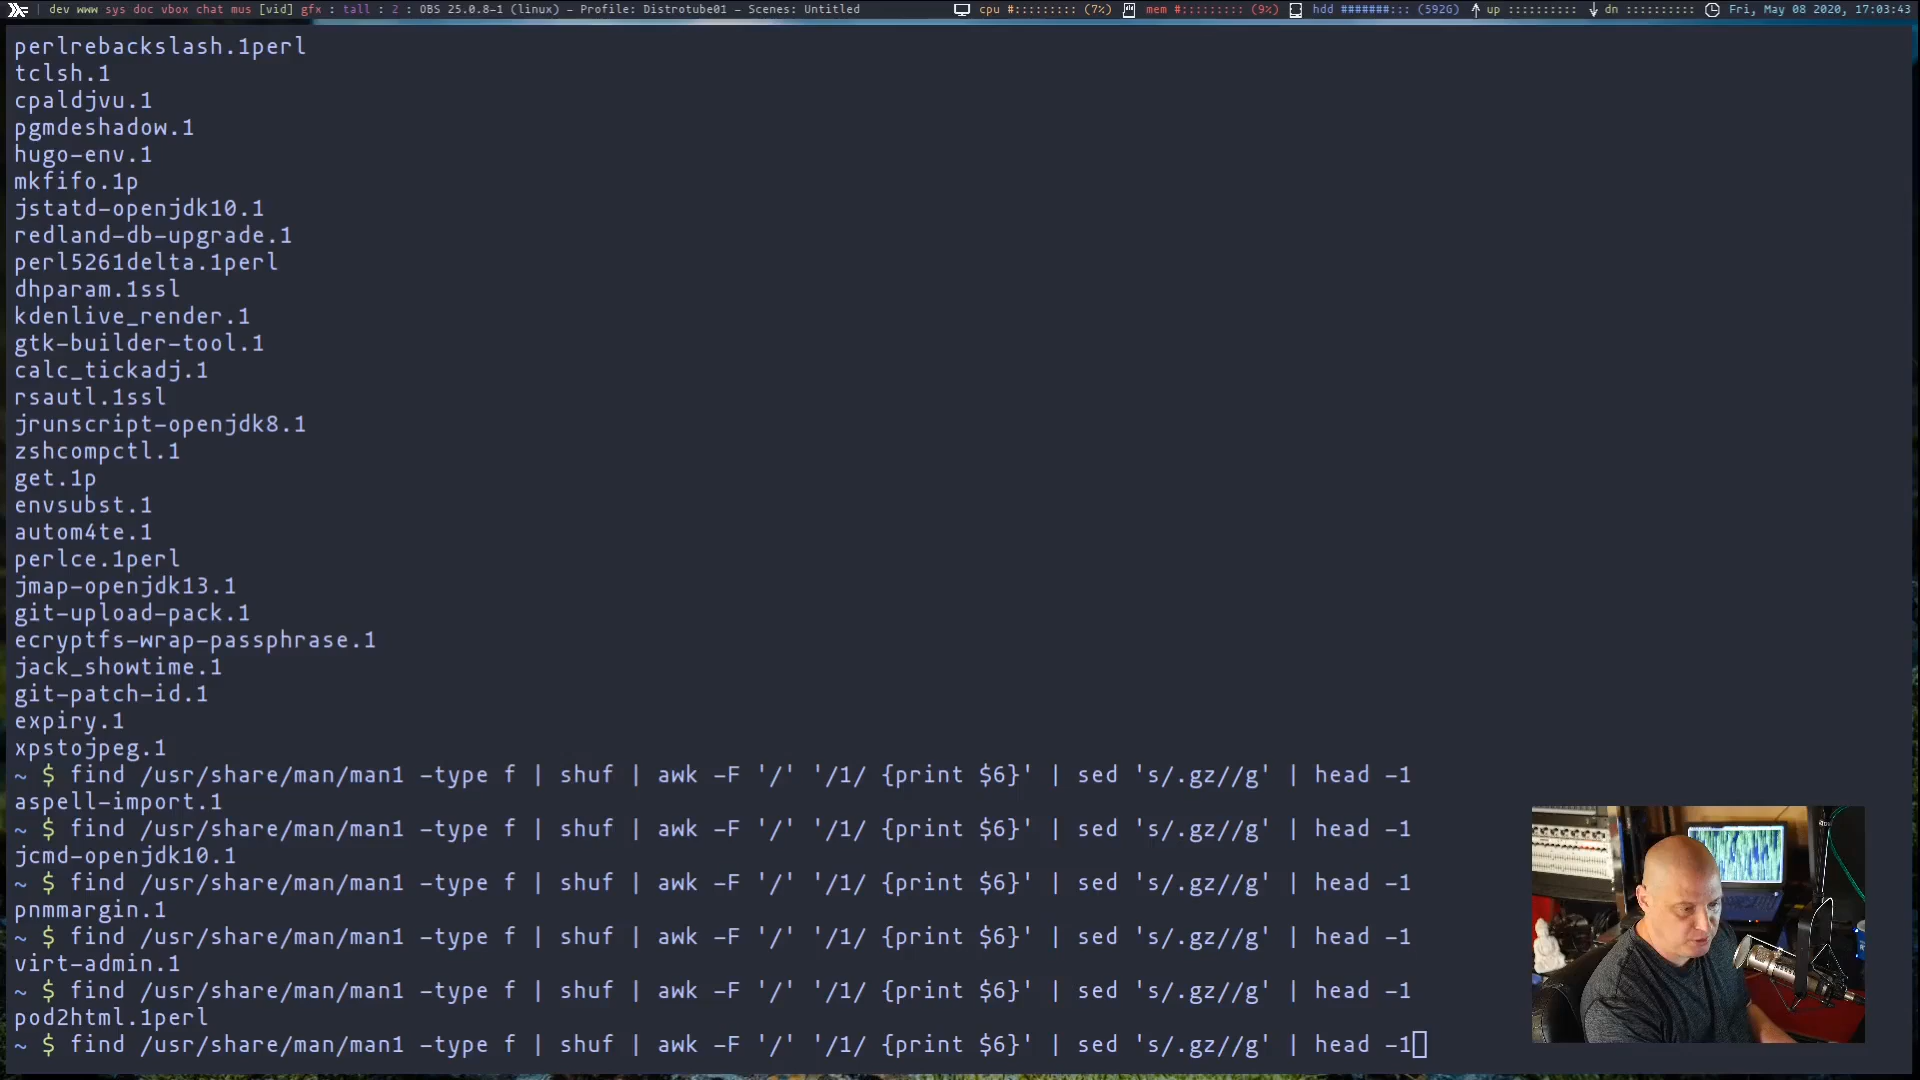 dev www sys doc vbox chat mus [vid] gfx : tall : 2 : OBS 25.0.8-1 (linux) - Profile: Distrotube01 - Scenes: Untitled cpu #::::::::: (7%) mem #::::::::: (9%) hdd #######::: (592G) up :::::::::: dn :::::::::: Fri, May 08 2020, 17:03:43
perlrebackslash.1perl
tclsh.1
cpaldjvu.1
pgmdeshadow.1
hugo-env.1
mkfifo.1p
jstatd-openjdk10.1
redland-db-upgrade.1
perl5261delta.1perl
dhparam.1ssl
kdenlive_render.1
gtk-builder-tool.1
calc_tickadj.1
rsautl.1ssl
jrunscript-openjdk8.1
zshcompctl.1
get.1p
envsubst.1
autom4te.1
perlce.1perl
jmap-openjdk13.1
git-upload-pack.1
ecryptfs-wrap-passphrase.1
jack_showtime.1
git-patch-id.1
expiry.1
xpstojpeg.1
~ $ find /usr/share/man/man1 -type f | shuf | awk -F '/' '/1/ {print $6}' | sed 's/.gz//g' | head -1
aspell-import.1
~ $ find /usr/share/man/man1 -type f | shuf | awk -F '/' '/1/ {print $6}' | sed 's/.gz//g' | head -1
jcmd-openjdk10.1
~ $ find /usr/share/man/man1 -type f | shuf | awk -F '/' '/1/ {print $6}' | sed 's/.gz//g' | head -1
pnmmargin.1
~ $ find /usr/share/man/man1 -type f | shuf | awk -F '/' '/1/ {print $6}' | sed 's/.gz//g' | head -1
virt-admin.1
~ $ find /usr/share/man/man1 -type f | shuf | awk -F '/' '/1/ {print $6}' | sed 's/.gz//g' | head -1
pod2html.1perl
~ $ find /usr/share/man/man1 -type f | shuf | awk -F '/' '/1/ {print $6}' | sed 's/.gz//g' | head -1